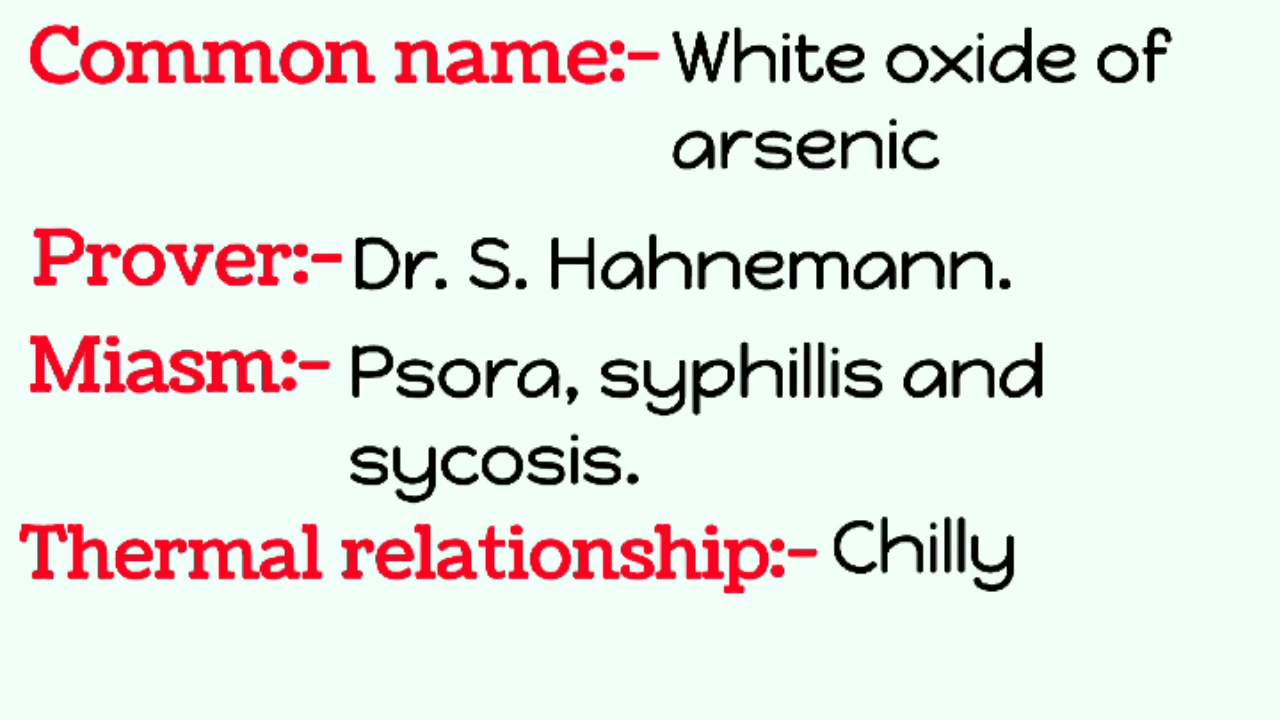 Common name:- White oxide of
arsenic
Prover:- Dr. S. Hahnemann.
Miasm:- Psora, syphillis and
sycosis.
Thermal relationship:- Chilly